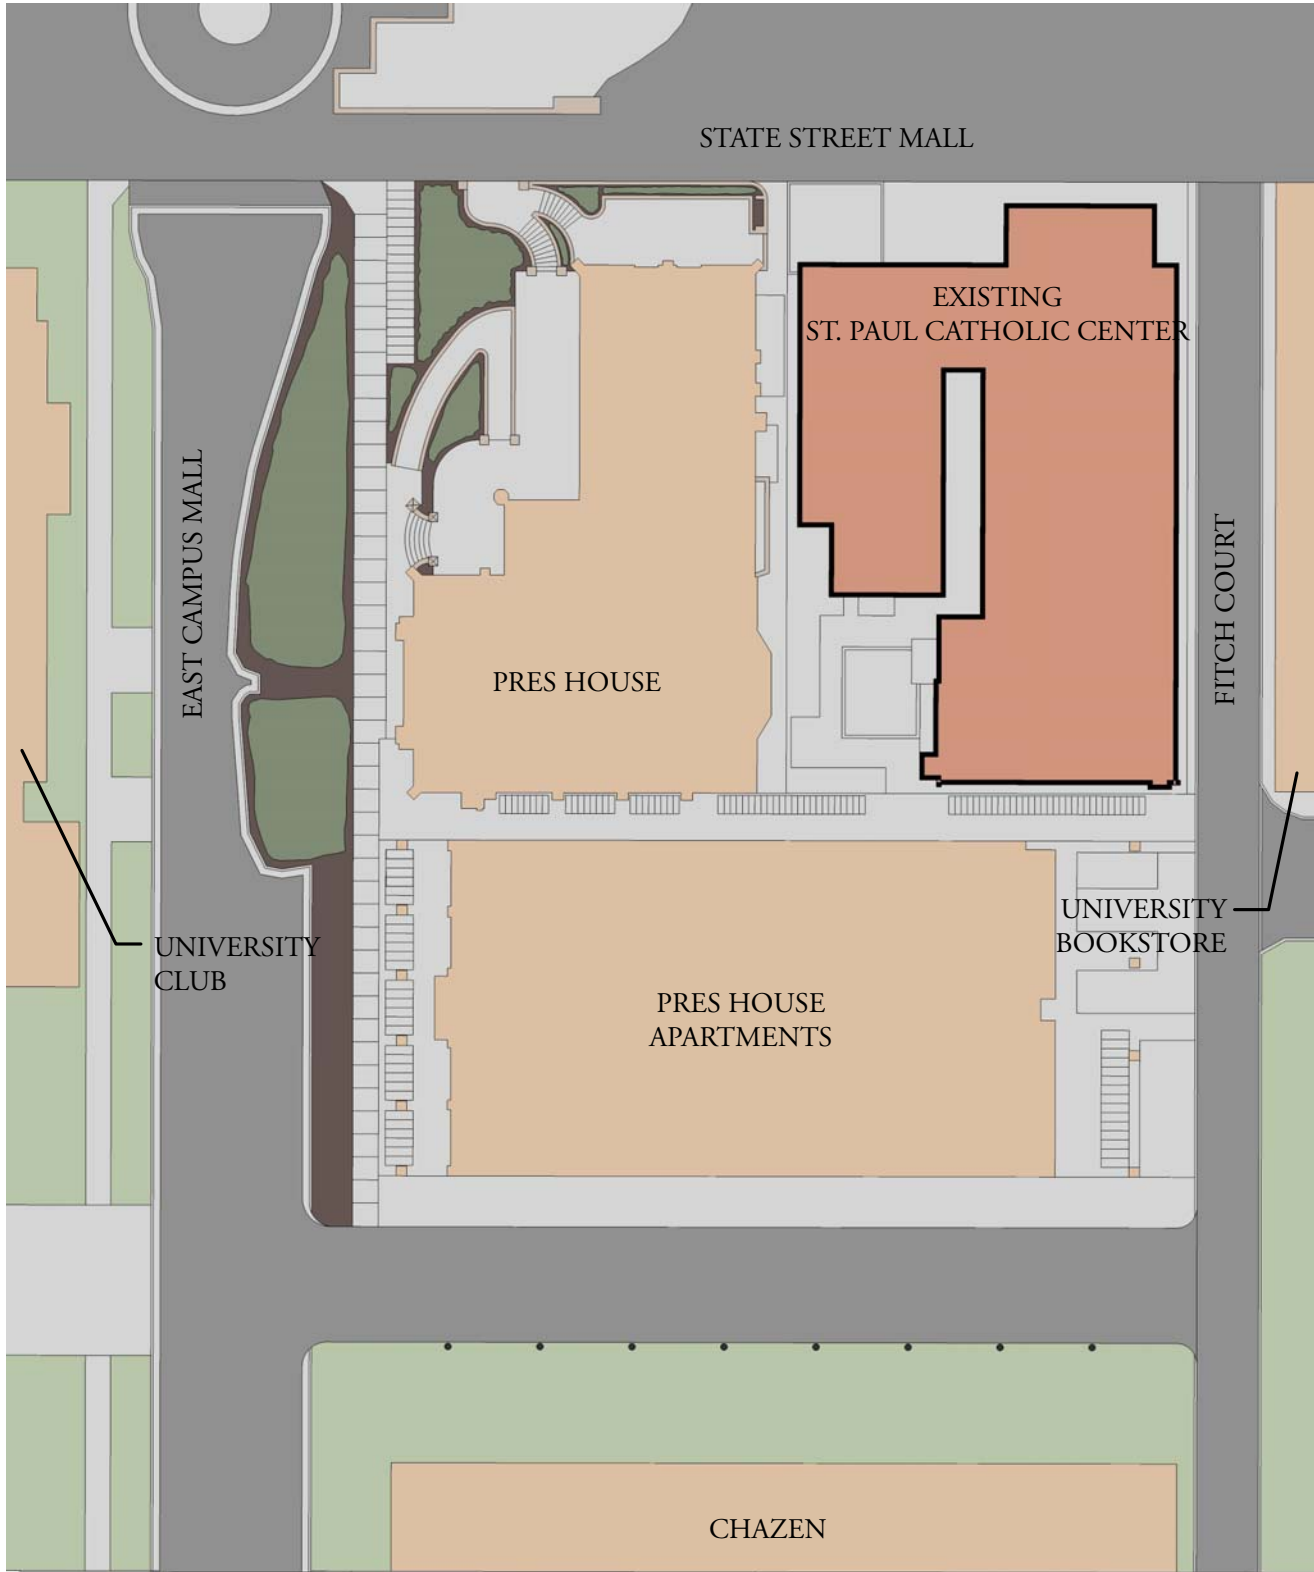 STATE STREET MALL
EXISTING
ST. PAUL CATHOLIC CENTER
EAST CAMPUS MALL
FITCH COURT
PRES HOUSE
UNIVERSITY
BOOKSTORE
UNIVERSITY
CLUB
PRES HOUSE
APARTMENTS
CHAZEN